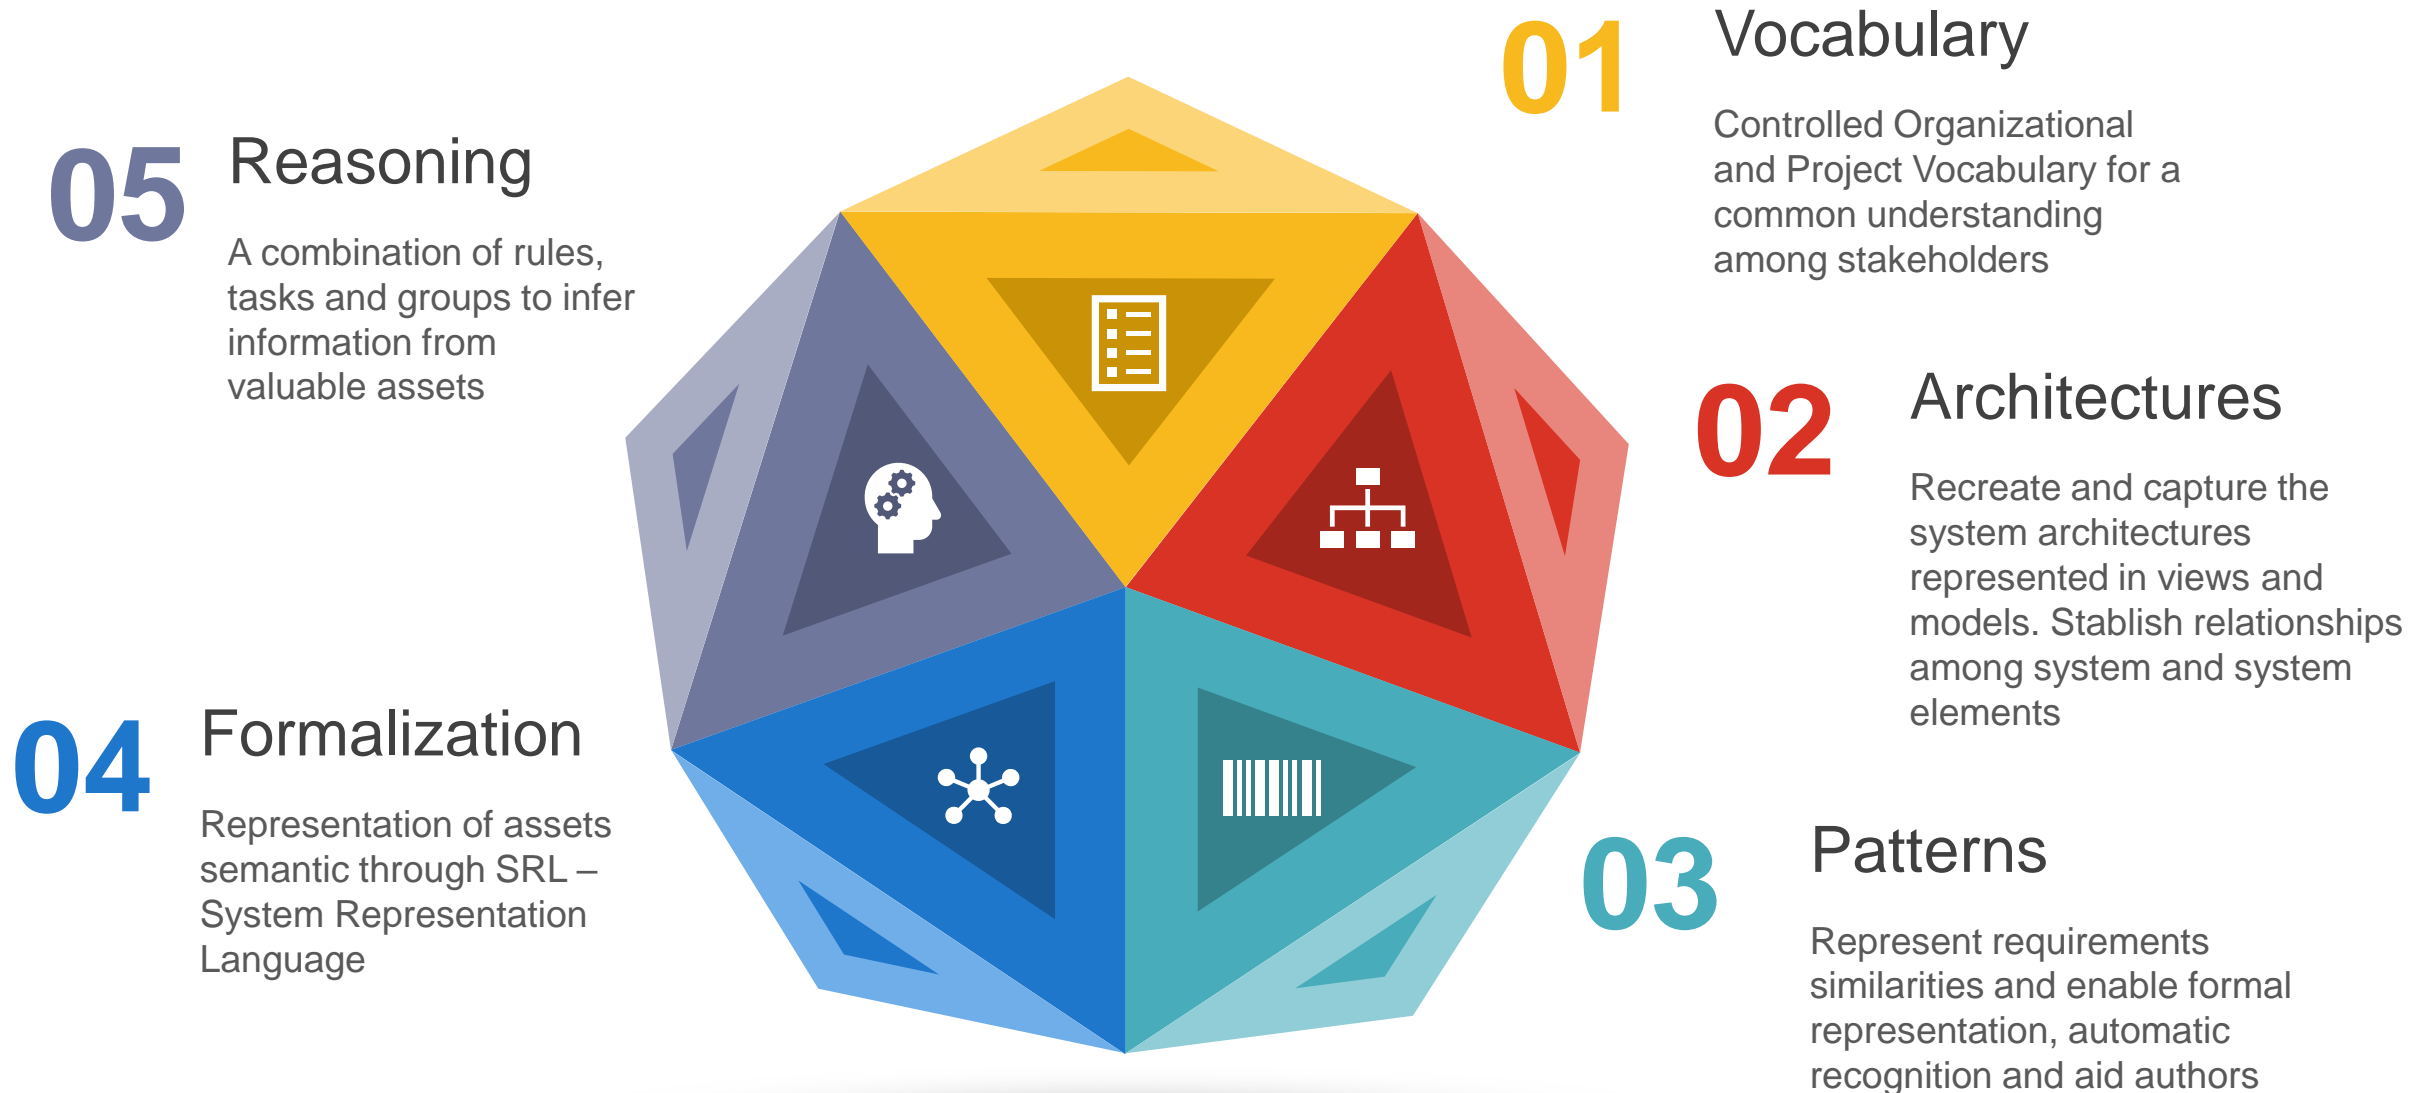 01
Vocabulary
Controlled Organizational
and Project Vocabulary for a
common understanding
among stakeholders
02
Architectures
Recreate and capture the
system architectures
represented in views and
models. Stablish relationships
among system and system
elements
03
Patterns
Represent requirements
similarities and enable formal
representation, automatic
recognition and aid authors
04
Formalization
Representation of assets
semantic through SRL –
System Representation
Language
05
Reasoning
A combination of rules,
tasks and groups to infer
information from
valuable assets